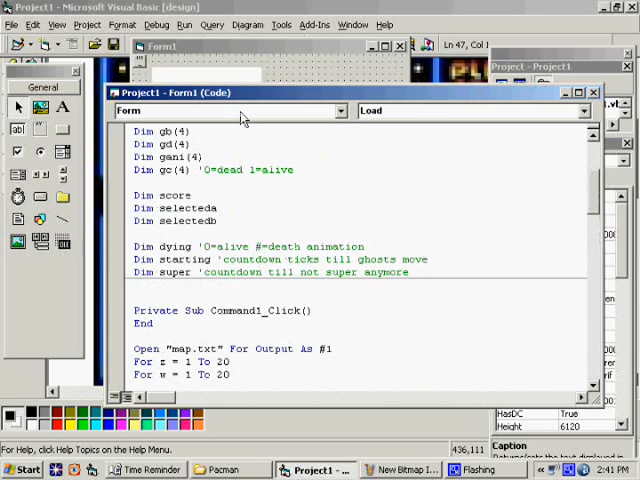 Project1 - Microsoft Visual Basic [design]
File Edit View Project Format Debug Run Query Diagram Tools Add-Ins Window Help
Ln 47, Col 1
Form1
Project - Project1
General
Project1 - Form1 (Code)
Form Load
Dim gb(4)
Dim gd(4)
Dim gani(4)
Dim gc(4) '0=dead 1=alive
Dim score
Dim selecteda
Dim selectedb
Dim dying '0=alive #=death animation
Dim starting 'countdown ticks till ghosts move
Dim super 'countdown till not super anymore
Private Sub Command1_Click()
End
Open "map.txt" For Output As #1
For z = 1 To 20
For w = 1 To 20
HasDC True
Height 6120
Caption
For Help, click Help Topics on the Help Menu.
436,111
Start Time Reminder Pacman Project1 - ... New Bitmap I... Flashing 2:41 PM